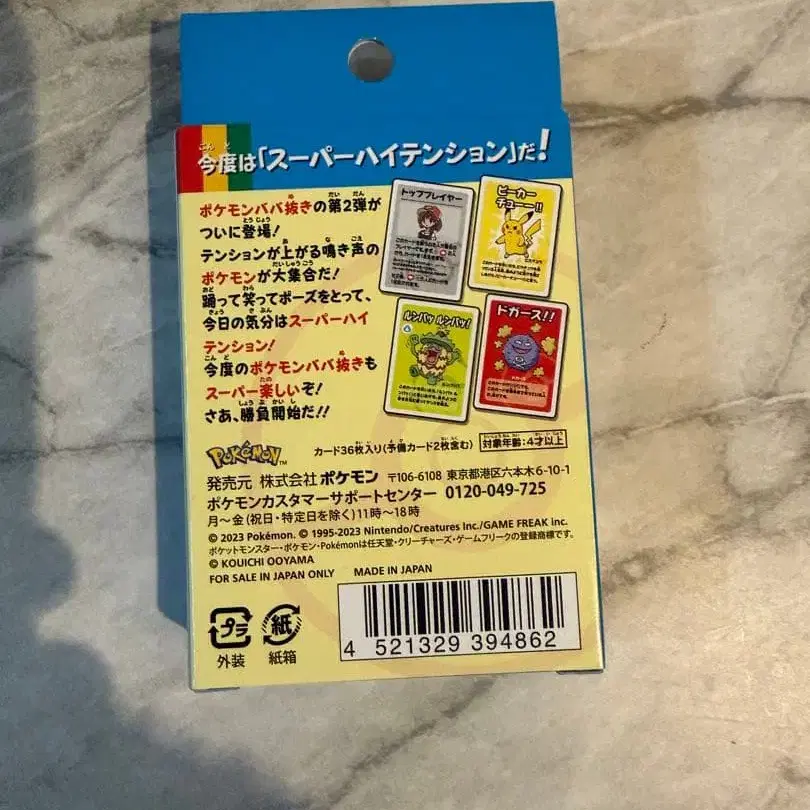 今度は「スーパーハイテンション」だ!
ポケモンババ抜きの第2弾が
ついに登場!
テンションが上がる鳴き声の
ポケモンが大集合だ!
踊って笑ってポーズをとって、
今日の気分はスーパーハイ
テンション!
今度のポケモンババ抜きも
スーパー楽しいぞ!
さあ、勝負開始だ!!
トッププレイヤー
ピーカー
チューー!!
ピカチュウ
ルンパッ ルンパッ!
ルンパッパ
ドガース!!
ドガース
POKÉMON™
カード36枚入り(予備カード2枚含む)
対象年齢:4才以上
発売元 株式会社ポケモン 〒106-6108 東京都港区六本木6-10-1
ポケモンカスタマーサポートセンター 0120-049-725
月〜金(祝日・特定日を除く)11時〜18時
© 2023 Pokémon. © 1995-2023 Nintendo/Creatures Inc./GAME FREAK inc.
ポケットモンスター・ポケモン・Pokémonは任天堂・クリーチャーズ・ゲームフリークの登録商標です。
© KOUICHI OOYAMA
FOR SALE IN JAPAN ONLY MADE IN JAPAN
プラ 紙
外装 紙箱
4 521329 394862